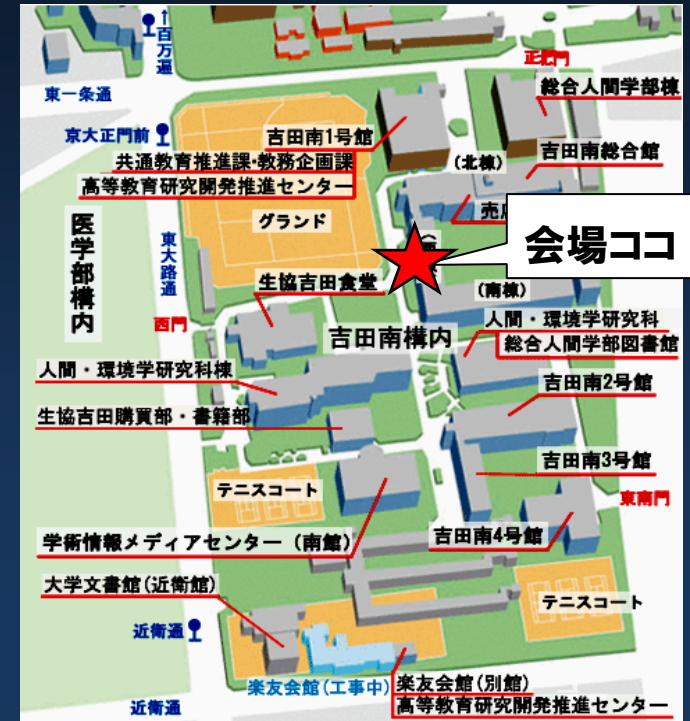 ↑百万遍
東一条通
正北門
総合人間学部棟
京大正門前
吉田南1号館
共通教育推進課・教務企画課
高等教育研究開発推進センター
(北棟)
吉田南総合館
グランド
売
会場ココ
医学部構内
東大路通
生協吉田食堂
(南棟)
西門
吉田南構内
人間・環境学研究科
総合人間学部図書館
人間・環境学研究科棟
吉田南2号館
生協吉田購買部・書籍部
吉田南3号館
テニスコート
東南門
学術情報メディアセンター(南館)
吉田南4号館
大学文書館(近衛館)
テニスコート
近衛通
楽友会館(工事中)
楽友会館(別館)
高等教育研究開発推進センター
近衛通